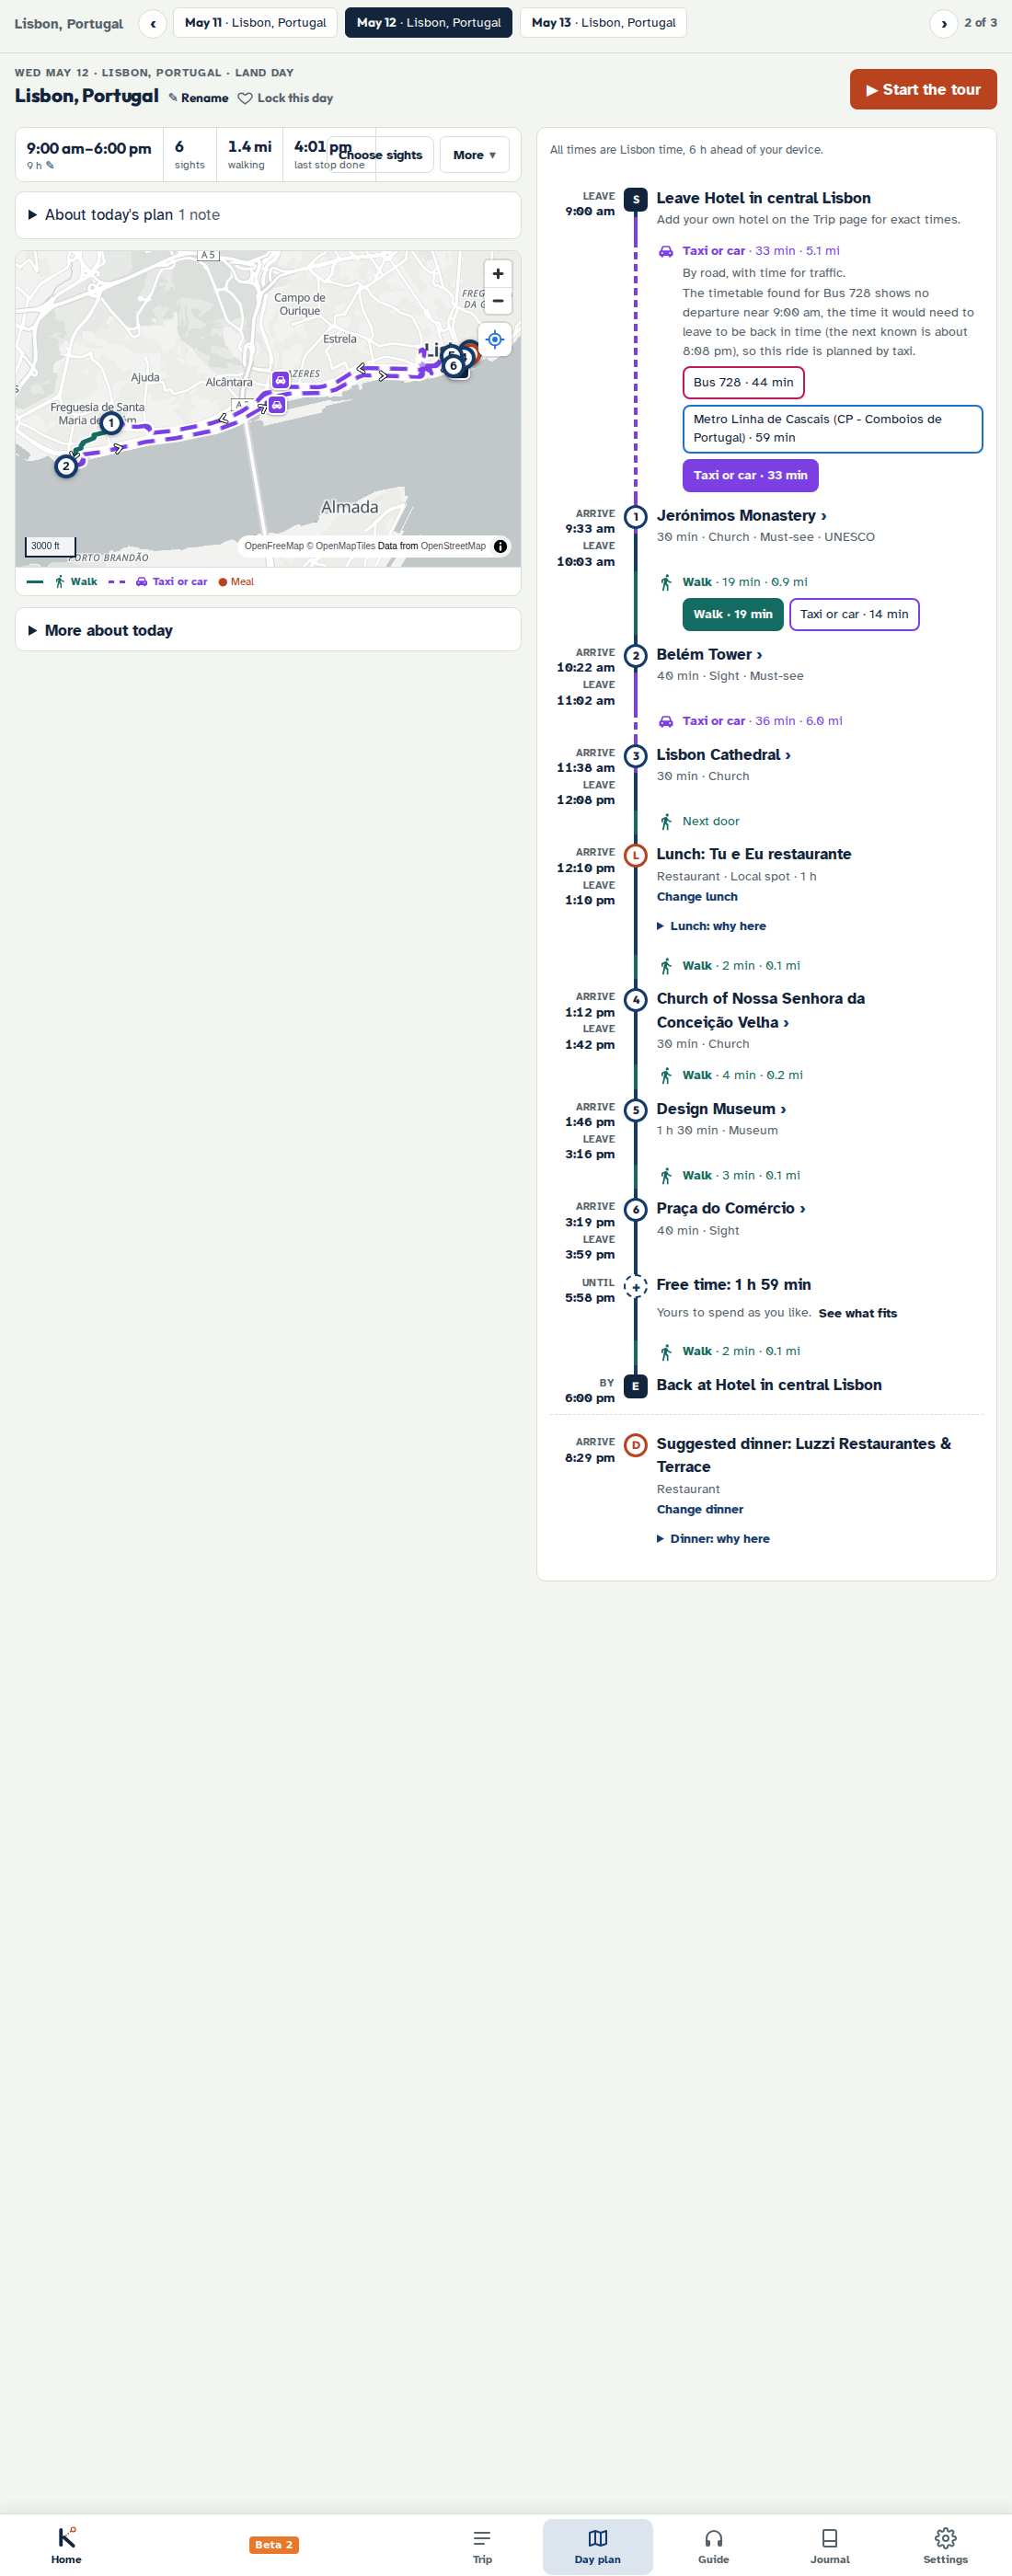 Lisbon, Portugal
‹
May 11 · Lisbon, Portugal
May 12 · Lisbon, Portugal
May 13 · Lisbon, Portugal
›
2 of 3
WED MAY 12 · LISBON, PORTUGAL · LAND DAY
Lisbon, Portugal ✎ Rename Lock this day
▶ Start the tour
9:00 am–6:00 pm
9 h ✎
6
sights
1.4 mi
walking
4:01 pm
last stop done
Choose sights
More ▾
▶ About today's plan 1 note
A 5
Campo de
Ourique
Estrela
Ajuda
Alcântara
Freguesia de Santa
1
2
6
Almada
3000 ft
PORTO BRANDÃO
OpenFreeMap © OpenMapTiles Data from OpenStreetMap
+
−
Walk Taxi or car Meal
▶ More about today
All times are Lisbon time, 6 h ahead of your device.
LEAVE
9:00 am
S
Leave Hotel in central Lisbon
Add your own hotel on the Trip page for exact times.
Taxi or car · 33 min · 5.1 mi
By road, with time for traffic.
The timetable found for Bus 728 shows no
departure near 9:00 am, the time it would need to
leave to be back in time (the next known is about
8:08 pm), so this ride is planned by taxi.
Bus 728 · 44 min
Metro Linha de Cascais (CP - Comboios de
Portugal) · 59 min
Taxi or car · 33 min
ARRIVE
9:33 am
LEAVE
10:03 am
1
Jerónimos Monastery ›
30 min · Church · Must-see · UNESCO
Walk · 19 min · 0.9 mi
Walk · 19 min
Taxi or car · 14 min
ARRIVE
10:22 am
LEAVE
11:02 am
2
Belém Tower ›
40 min · Sight · Must-see
Taxi or car · 36 min · 6.0 mi
ARRIVE
11:38 am
LEAVE
12:08 pm
3
Lisbon Cathedral ›
30 min · Church
Next door
ARRIVE
12:10 pm
LEAVE
1:10 pm
L
Lunch: Tu e Eu restaurante
Restaurant · Local spot · 1 h
Change lunch
▶ Lunch: why here
Walk · 2 min · 0.1 mi
ARRIVE
1:12 pm
LEAVE
1:42 pm
4
Church of Nossa Senhora da
Conceição Velha ›
30 min · Church
Walk · 4 min · 0.2 mi
ARRIVE
1:46 pm
LEAVE
3:16 pm
5
Design Museum ›
1 h 30 min · Museum
Walk · 3 min · 0.1 mi
ARRIVE
3:19 pm
LEAVE
3:59 pm
6
Praça do Comércio ›
40 min · Sight
UNTIL
5:58 pm
+
Free time: 1 h 59 min
Yours to spend as you like. See what fits
Walk · 2 min · 0.1 mi
BY
6:00 pm
E
Back at Hotel in central Lisbon
ARRIVE
8:29 pm
D
Suggested dinner: Luzzi Restaurantes &
Terrace
Restaurant
Change dinner
▶ Dinner: why here
Home
Beta 2
Trip
Day plan
Guide
Journal
Settings